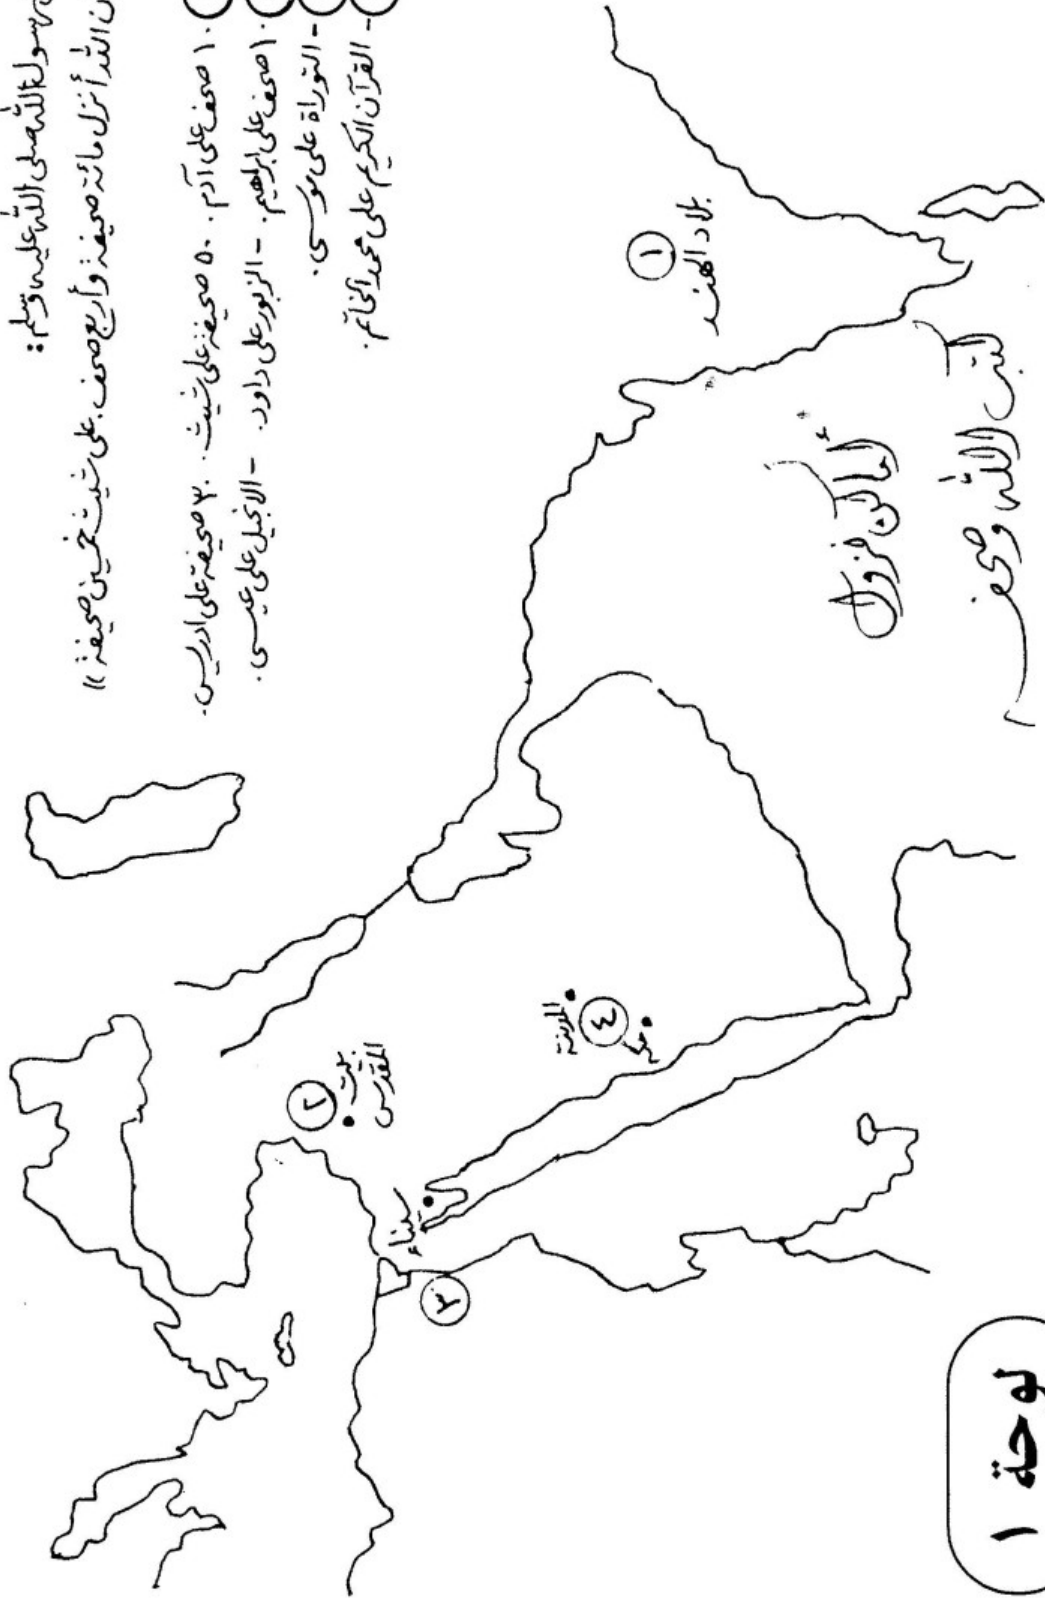 رسول الله صلى الله عليه وسلم :
الله أنزل مائة صحيفة وأربع صحف. على شيث خمسين صحيفة »
١٠ صحف على آدم . ٥٠ صحيفة على شيث . ٣٠ صحيفة على ادريس .
١٠ صحف على ابراهيم . - الزبور على داود . - الانجيل على عيسى .
- التوراة على موسى .
- القرآن الكريم على محمد الخاتم .
١
بلاد الهند
٢
بيت
المقدس
المدينة
٤
مكة
سيناء
٣
أماكن نزول
كتب الله وصحفه
لوحة ١